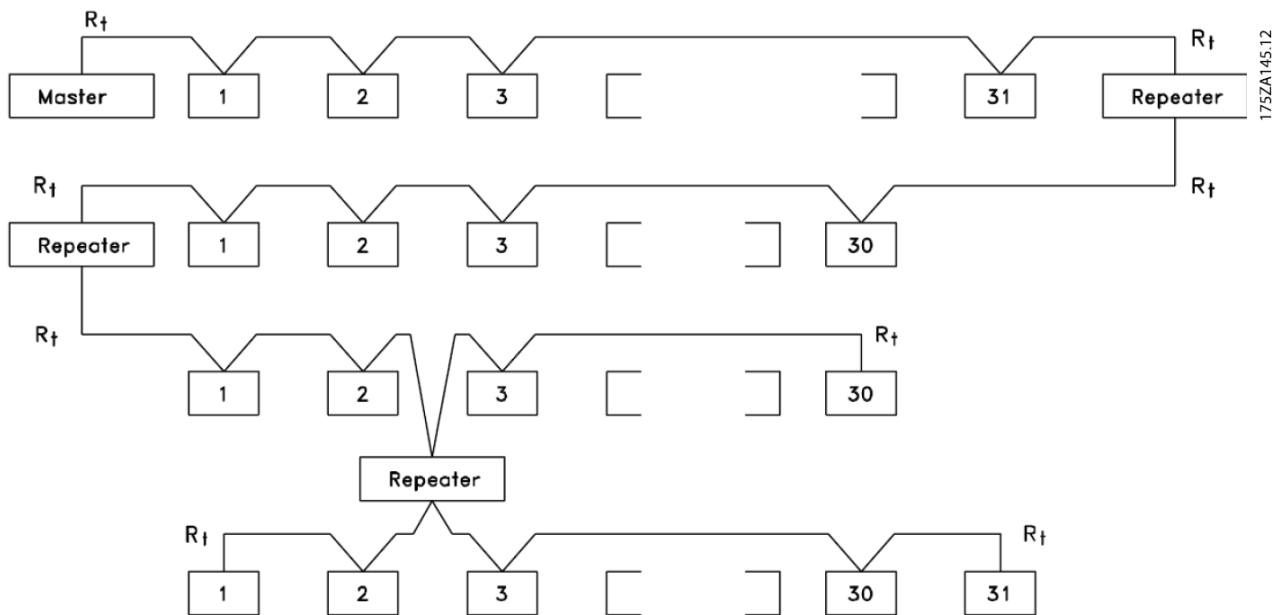 Rt Rt
Master 1 2 3 31 Repeater
175ZA145.12
Rt Rt
Repeater 1 2 3 30
Rt Rt
1 2 3 30
Repeater
Rt Rt
1 2 3 30 31